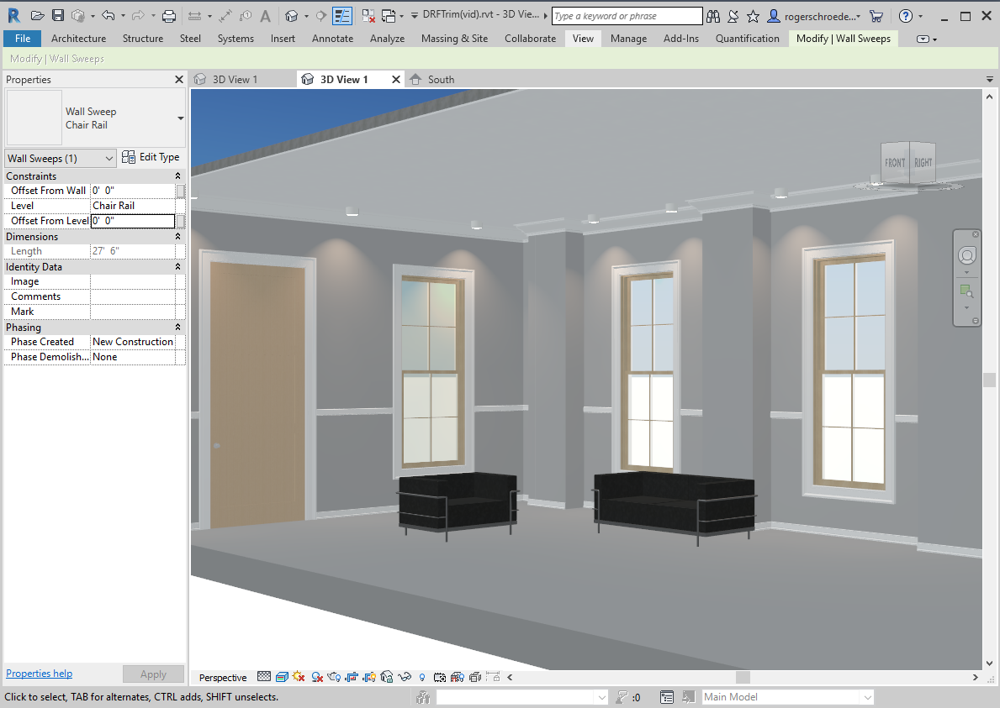 R
A
DRFTrim(vid).rvt - 3D Vie...
Type a keyword or phrase
rogerschroede...
?
File
Architecture
Structure
Steel
Systems
Insert
Annotate
Analyze
Massing & Site
Collaborate
View
Manage
Add-Ins
Quantification
Modify | Wall Sweeps
Modify | Wall Sweeps
Properties
3D View 1
3D View 1
South
Wall Sweep
Chair Rail
Wall Sweeps (1)
Edit Type
Constraints
Offset From Wall 0'  0"
Level Chair Rail
Offset From Level 0'  0"
Dimensions
Length 27'  6"
Identity Data
Image
Comments
Mark
Phasing
Phase Created New Construction
Phase Demolish... None
FRONT
RIGHT
Properties help
Apply
Perspective
Click to select, TAB for alternates, CTRL adds, SHIFT unselects.
:0
Main Model